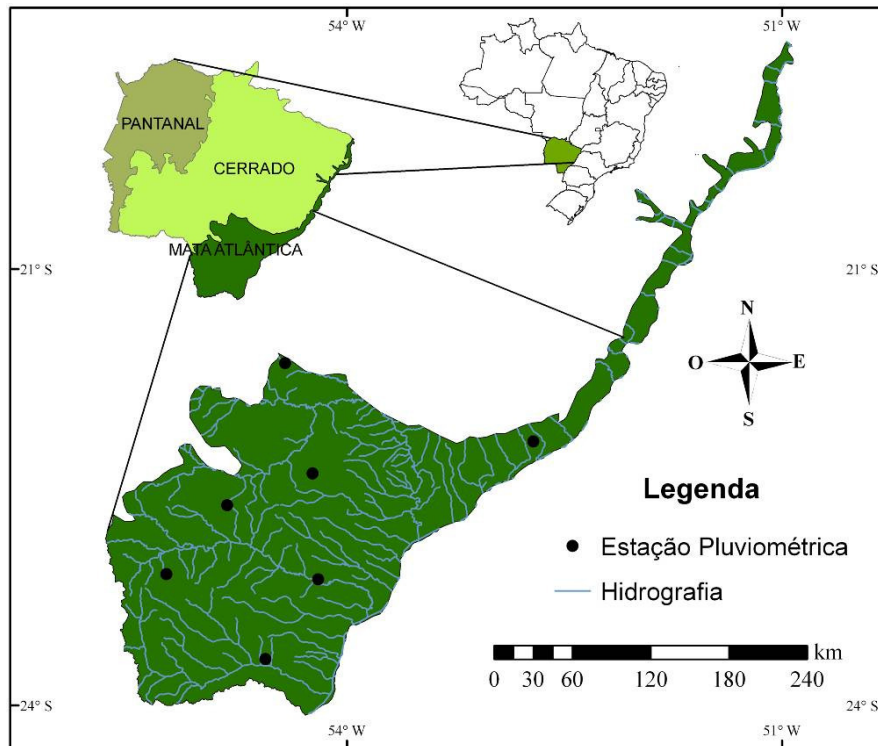 54° W
51° W
PANTANAL
CERRADO
MATA ATLÂNTICA
21° S
21° S
N
O
E
S
Legenda
Estação Pluviométrica
Hidrografia
km
0 30 60 120 180 240
24° S
24° S
54° W
51° W